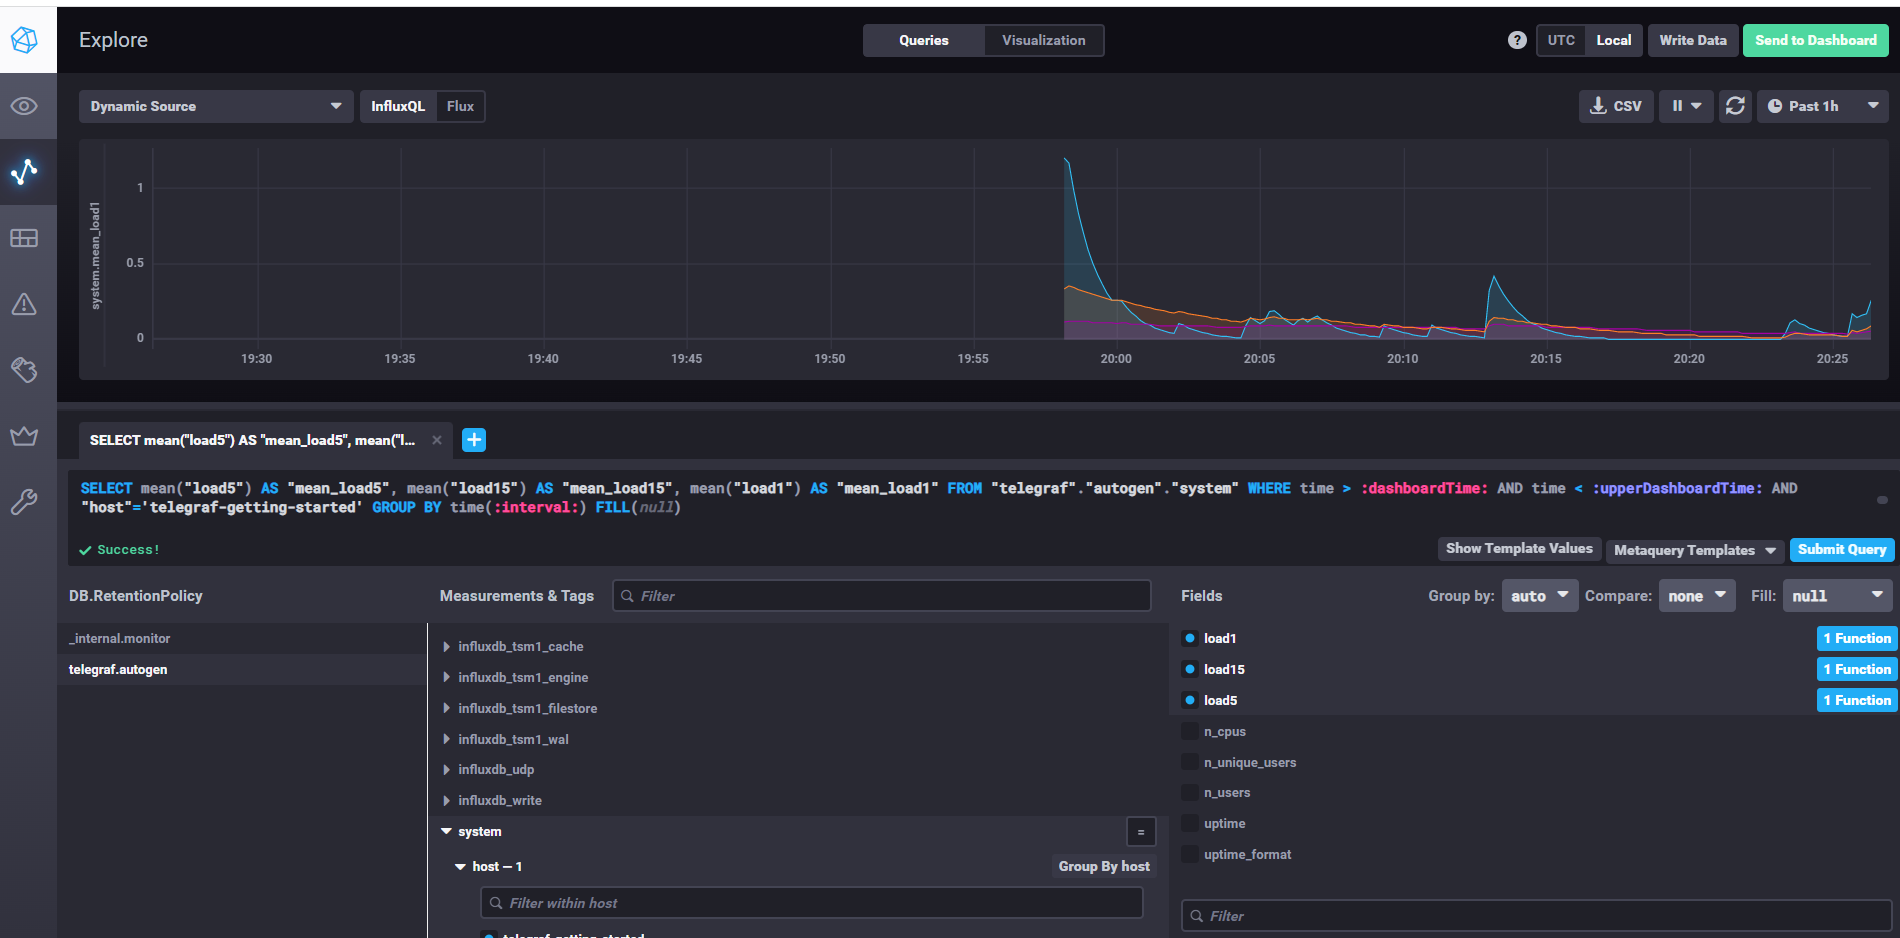 Explore
Queries
Visualization
?
UTC
Local
Write Data
Send to Dashboard
Dynamic Source
InfluxQL
Flux
CSV
Past 1h
system.mean_load1
1
0.5
0
19:30
19:35
19:40
19:45
19:50
19:55
20:00
20:05
20:10
20:15
20:20
20:25
SELECT mean("load5") AS "mean_load5", mean("l...
SELECT mean("load5") AS "mean_load5", mean("load15") AS "mean_load15", mean("load1") AS "mean_load1" FROM "telegraf"."autogen"."system" WHERE time > :dashboardTime: AND time < :upperDashboardTime: AND
"host"='telegraf-getting-started' GROUP BY time(:interval:) FILL(null)
Success!
Show Template Values
Metaquery Templates
Submit Query
DB.RetentionPolicy
_internal.monitor
telegraf.autogen
Measurements & Tags
Filter
influxdb_tsm1_cache
influxdb_tsm1_engine
influxdb_tsm1_filestore
influxdb_tsm1_wal
influxdb_udp
influxdb_write
system
=
host — 1
Group By host
Filter within host
telegraf-getting-started
Fields
Group by:
auto
Compare:
none
Fill:
null
load1
1 Function
load15
1 Function
load5
1 Function
n_cpus
n_unique_users
n_users
uptime
uptime_format
Filter